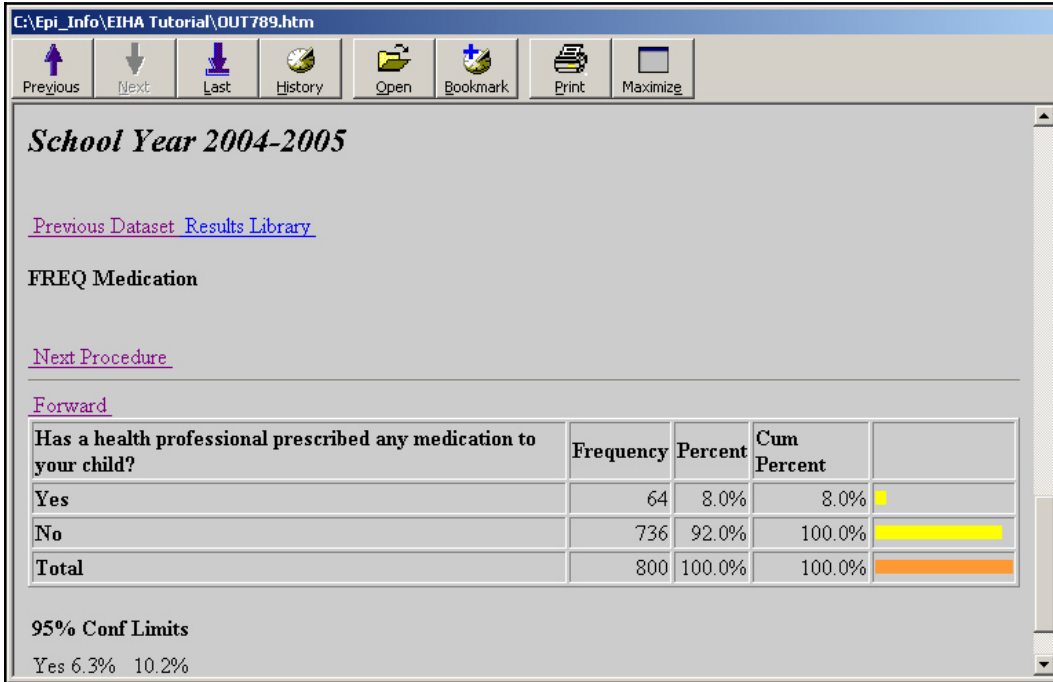 C:\Epi_Info\EIHA Tutorial\OUT789.htm
Previous Next Last History Open Bookmark Print Maximize
School Year 2004-2005
Previous Dataset Results Library
FREQ Medication
Next Procedure
Forward
Has a health professional prescribed any medication to your child? Frequency Percent Cum Percent
Yes 64 8.0% 8.0%
No 736 92.0% 100.0%
Total 800 100.0% 100.0%
95% Conf Limits
Yes 6.3% 10.2%